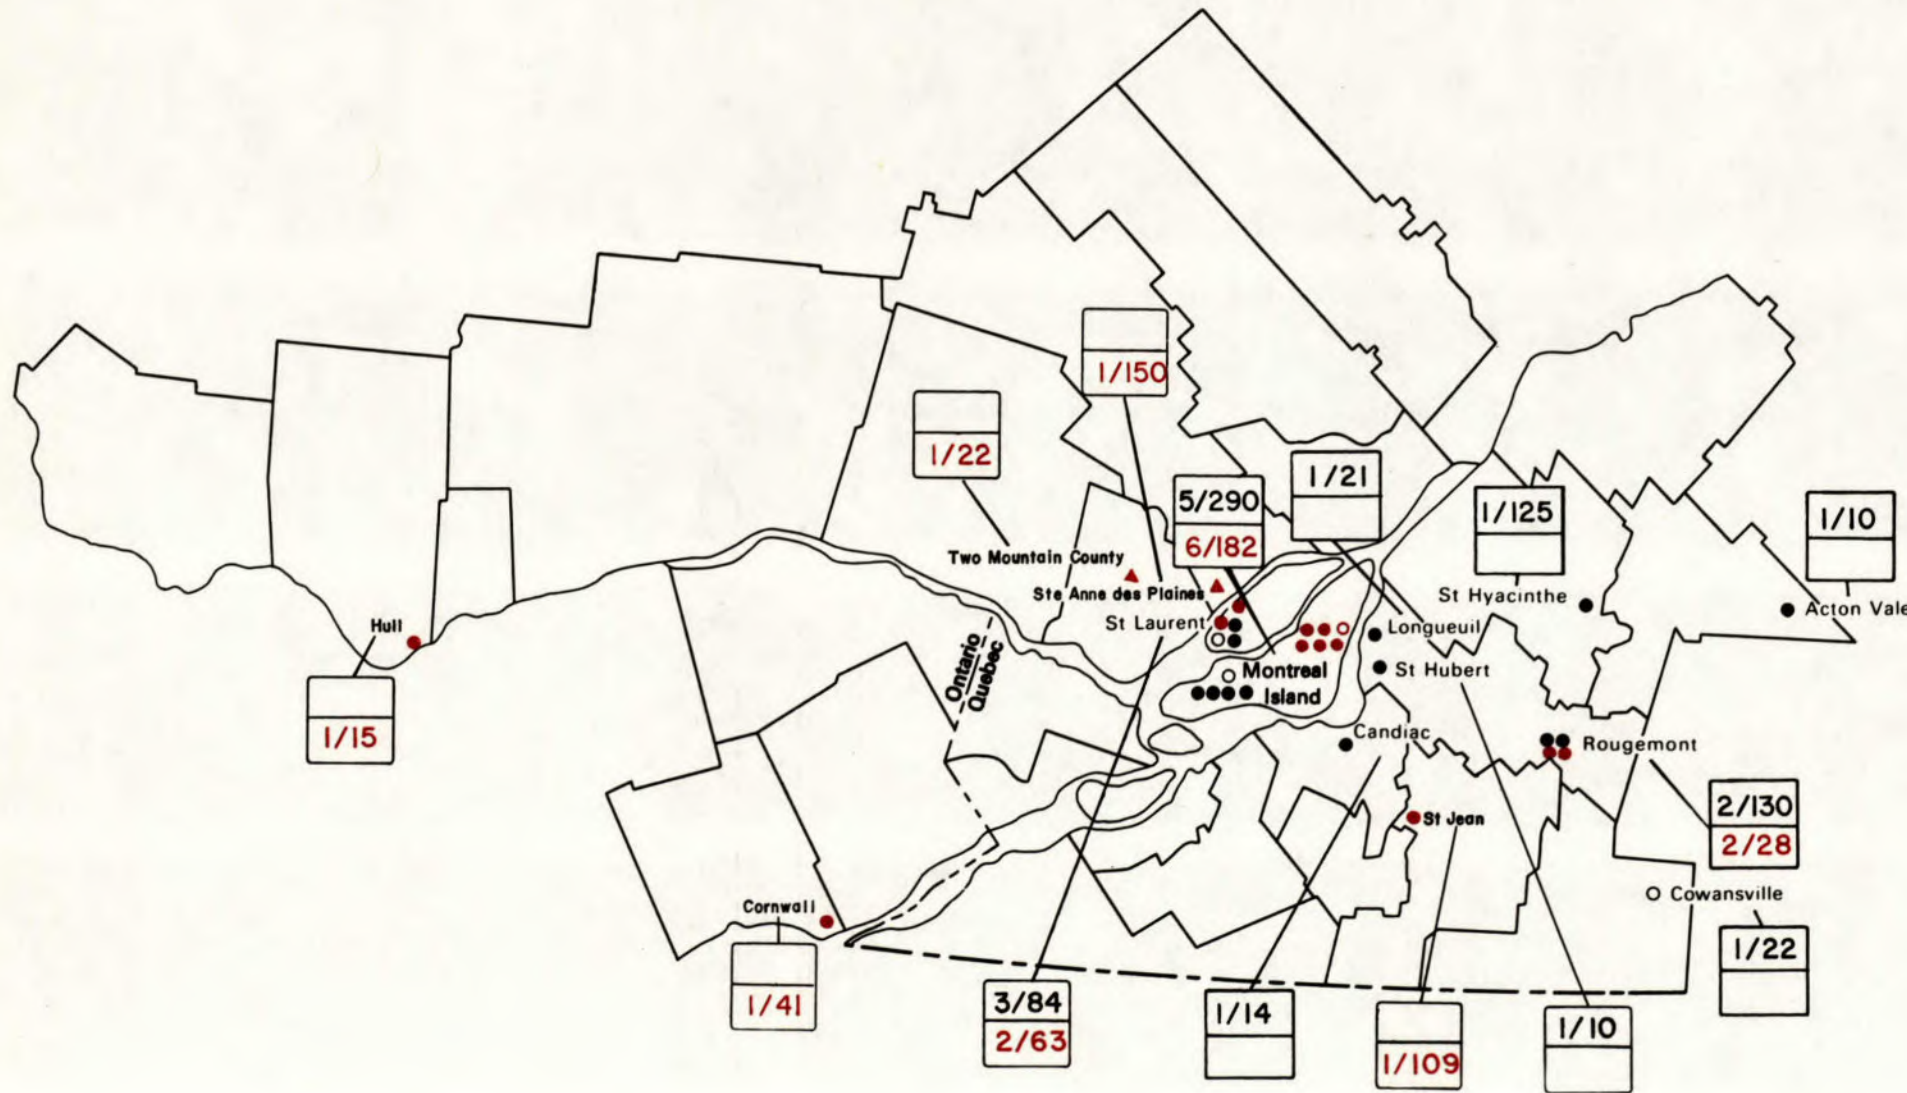 1/150
1/22
5/290
6/182
1/21
1/125
1/10
Two Mountain County
Ste Anne des Plaines
St Laurent
St Hyacinthe
Acton Vale
Longueuil
St Hubert
Hull
1/15
Ontario
Quebec
Montreal
Island
Candiac
Rougemont
2/130
2/28
St Jean
Cowansville
1/22
Cornwall
1/41
3/84
2/63
1/14
1/109
1/10